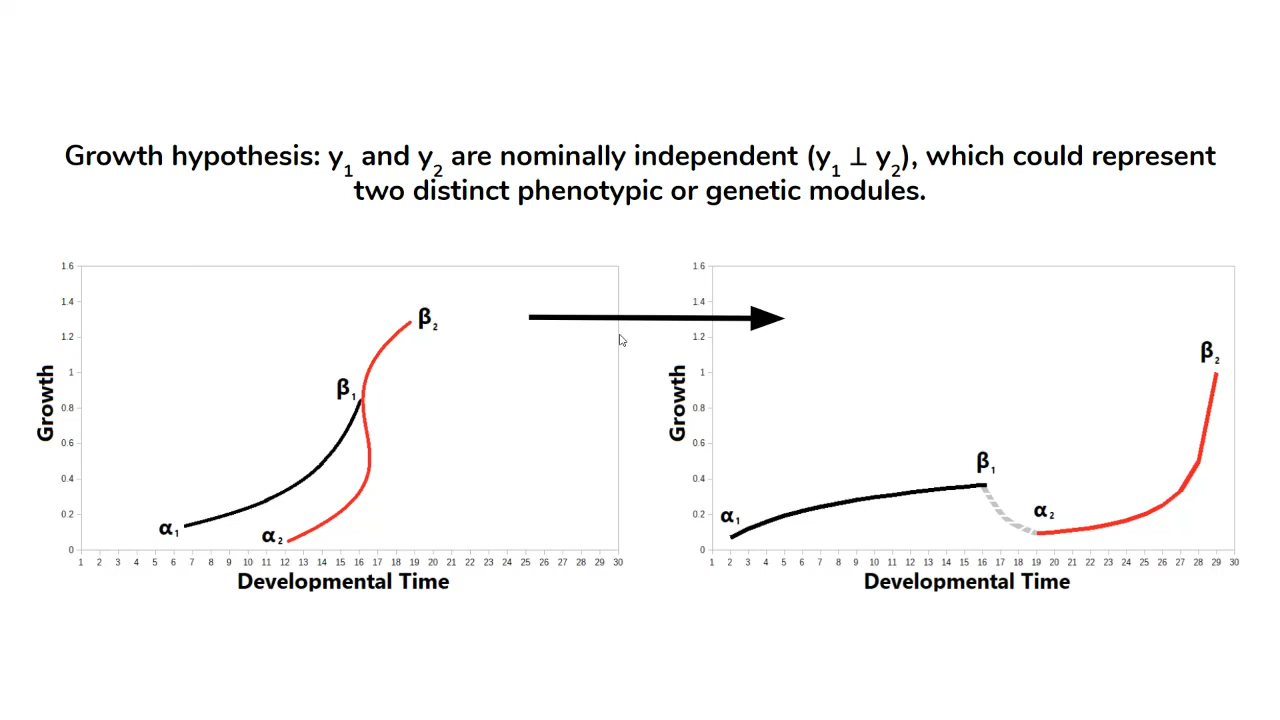 Growth hypothesis: y₁ and y₂ are nominally independent (y₁ ⊥ y₂), which could represent
two distinct phenotypic or genetic modules.
1.6
1.4
1.2
1
0.8
0.6
0.4
0.2
0
Growth
β₂
β₁
α₁
α₂
1 2 3 4 5 6 7 8 9 10 11 12 13 14 15 16 17 18 19 20 21 22 23 24 25 26 27 28 29 30
Developmental Time
1.6
1.4
1.2
1
0.8
0.6
0.4
0.2
0
Growth
β₂
β₁
α₁
α₂
1 2 3 4 5 6 7 8 9 10 11 12 13 14 15 16 17 18 19 20 21 22 23 24 25 26 27 28 29 30
Developmental Time